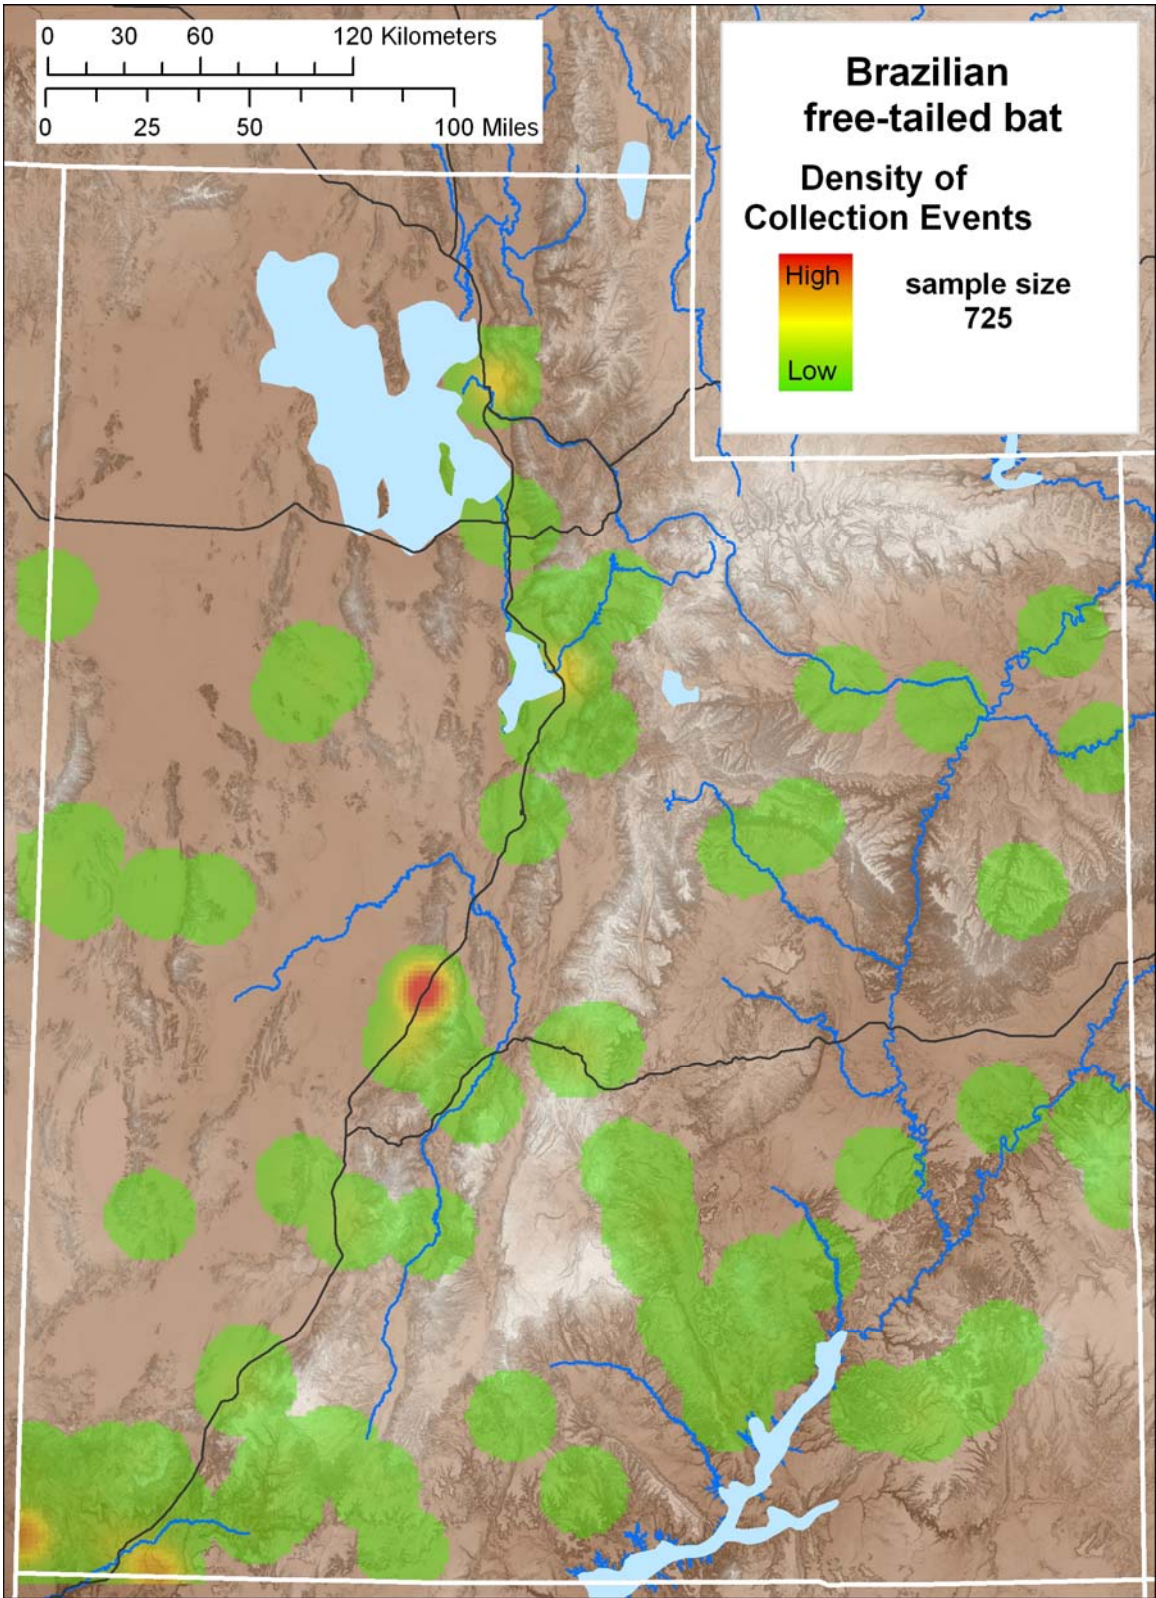 0 30 60 120 Kilometers
0 25 50 100 Miles
Brazilian
free-tailed bat
Density of
Collection Events
High
Low
sample size
725